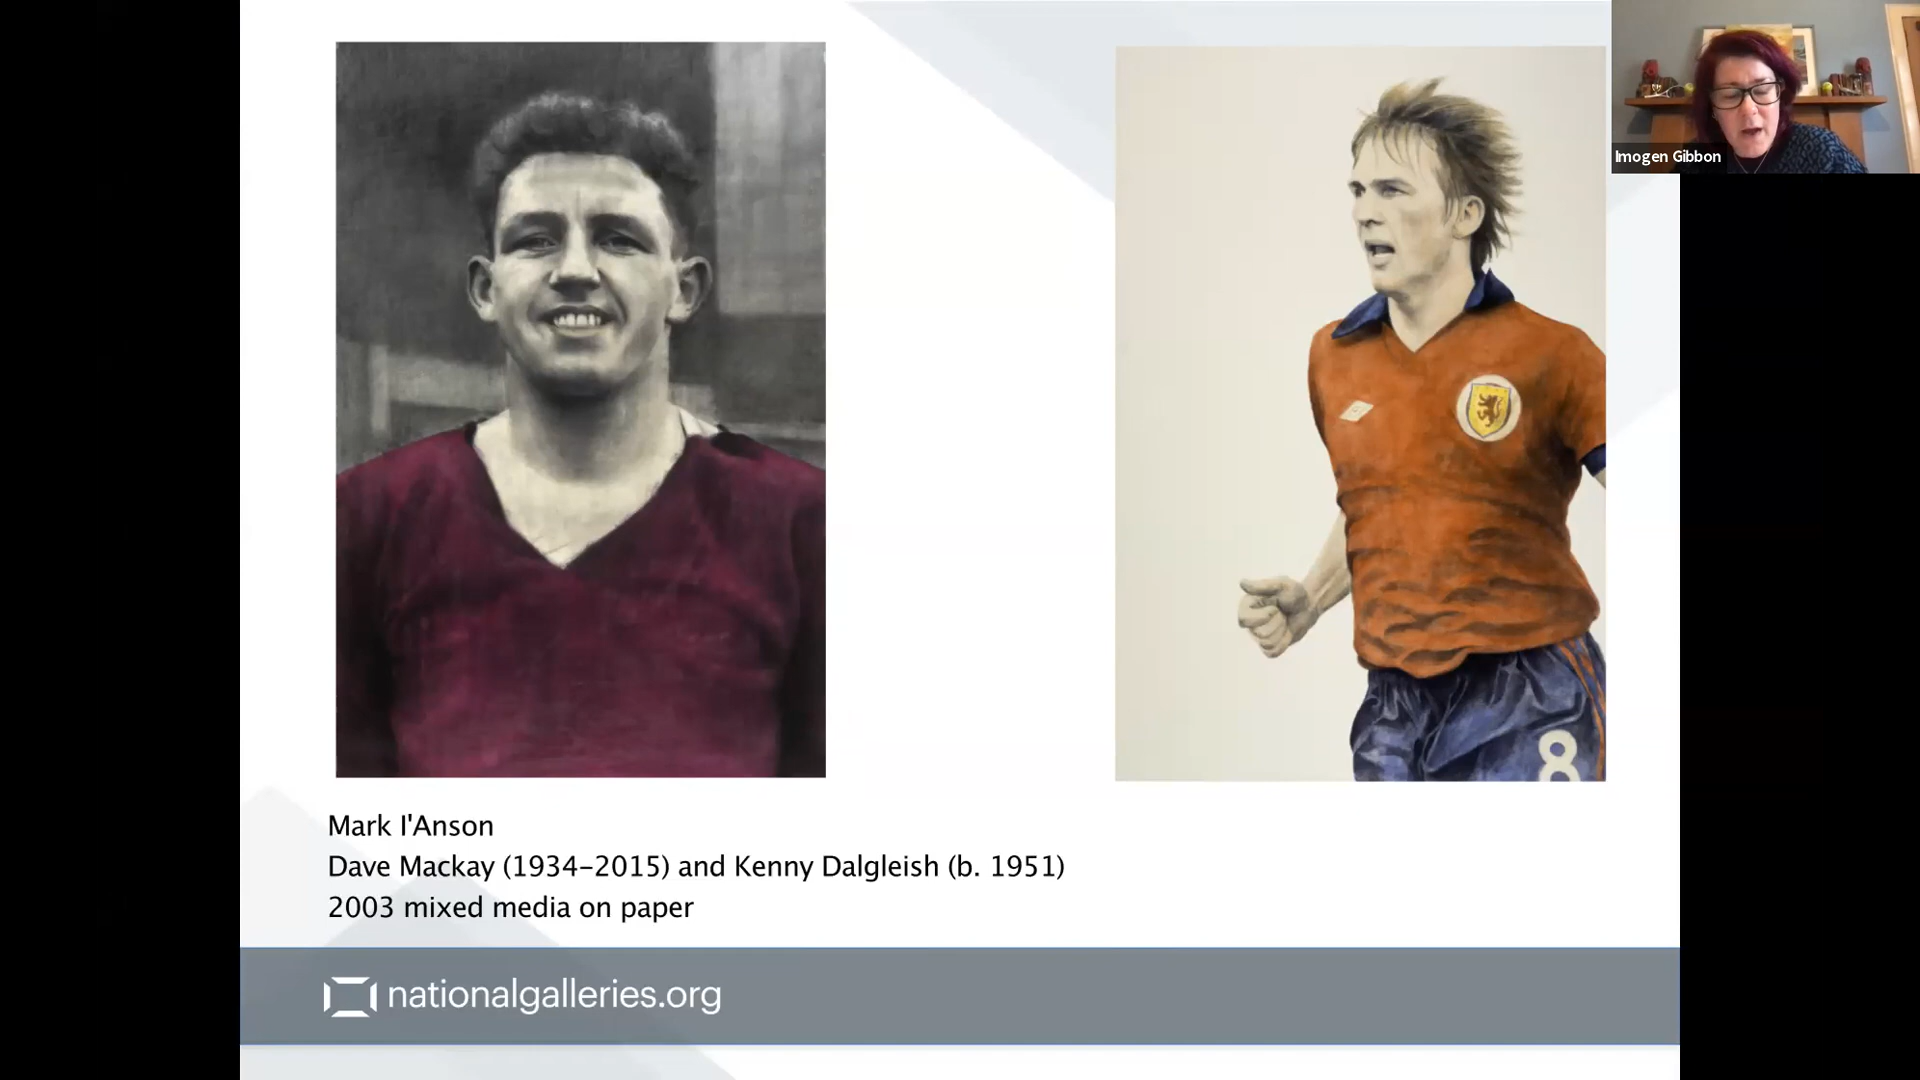 Imogen Gibbon
8
Mark I'Anson
Dave Mackay (1934-2015) and Kenny Dalgleish (b. 1951)
2003 mixed media on paper
nationalgalleries.org